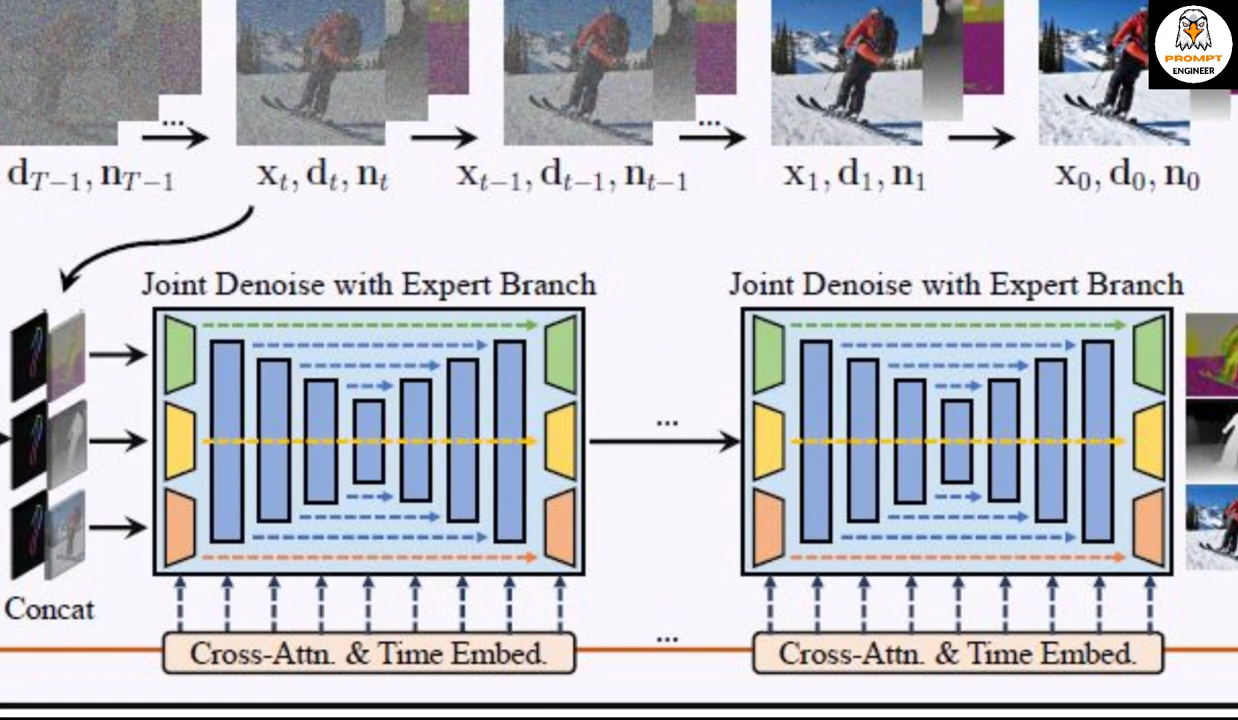 PROMPT
ENGINEER
...
...
d_{T−1}, n_{T−1}
x_t, d_t, n_t
x_{t−1}, d_{t−1}, n_{t−1}
x_1, d_1, n_1
x_0, d_0, n_0
Joint Denoise with Expert Branch
Joint Denoise with Expert Branch
...
Concat
...
Cross-Attn. & Time Embed.
Cross-Attn. & Time Embed.